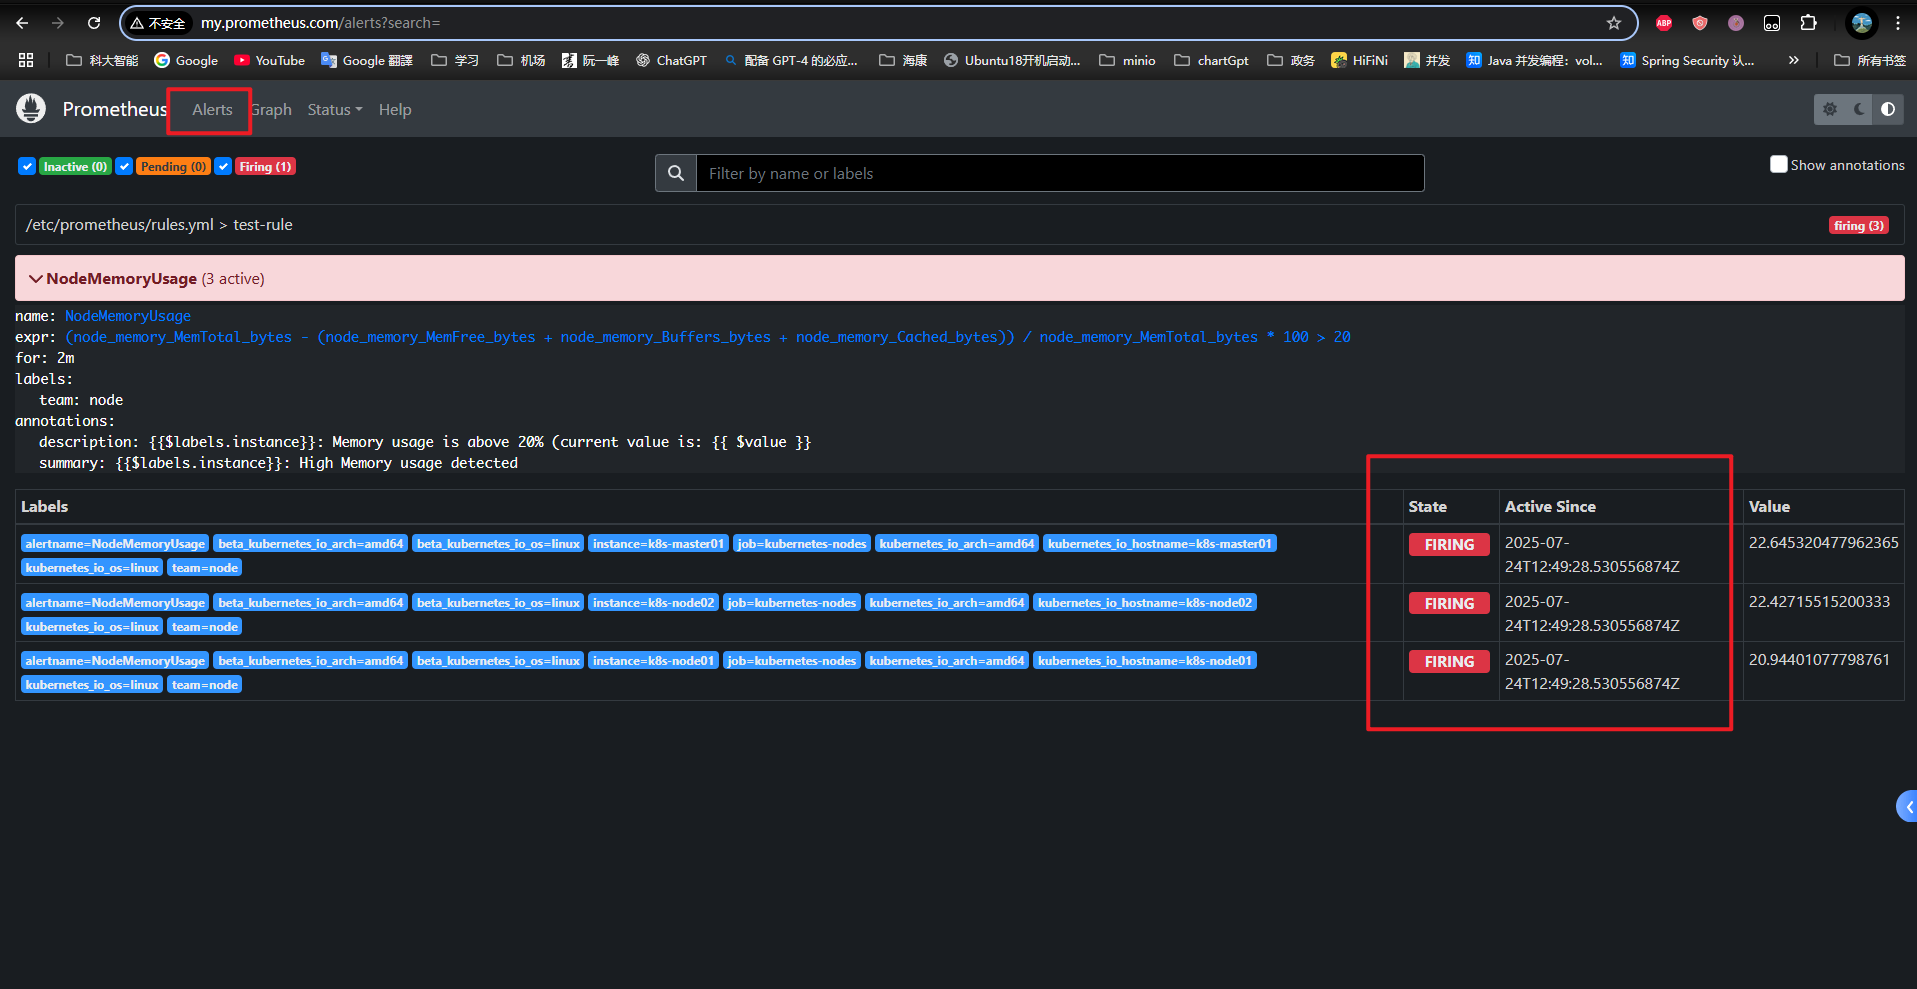 不安全 my.prometheus.com/alerts?search= ABP
科大智能 Google YouTube Google 翻譯 学习 机场 阮一峰 ChatGPT 配备 GPT-4 的必应... 海康 Ubuntu18开机启动... minio chartGpt 政务 HiFiNi 并发 知 Java 并发编程：vol... 知 Spring Security 认... » 所有书签
Prometheus Alerts Graph Status Help
Inactive (0) Pending (0) Firing (1) Filter by name or labels Show annotations
/etc/prometheus/rules.yml > test-rule firing (3)
NodeMemoryUsage (3 active)
name: NodeMemoryUsage
expr: (node_memory_MemTotal_bytes - (node_memory_MemFree_bytes + node_memory_Buffers_bytes + node_memory_Cached_bytes)) / node_memory_MemTotal_bytes * 100 > 20
for: 2m
labels:
team: node
annotations:
description: {{$labels.instance}}: Memory usage is above 20% (current value is: {{ $value }}
summary: {{$labels.instance}}: High Memory usage detected
Labels State Active Since Value
alertname=NodeMemoryUsage beta_kubernetes_io_arch=amd64 beta_kubernetes_io_os=linux instance=k8s-master01 job=kubernetes-nodes kubernetes_io_arch=amd64 kubernetes_io_hostname=k8s-master01 FIRING 2025-07- 22.645320477962365
kubernetes_io_os=linux team=node 24T12:49:28.530556874Z
alertname=NodeMemoryUsage beta_kubernetes_io_arch=amd64 beta_kubernetes_io_os=linux instance=k8s-node02 job=kubernetes-nodes kubernetes_io_arch=amd64 kubernetes_io_hostname=k8s-node02 FIRING 2025-07- 22.42715515200333
kubernetes_io_os=linux team=node 24T12:49:28.530556874Z
alertname=NodeMemoryUsage beta_kubernetes_io_arch=amd64 beta_kubernetes_io_os=linux instance=k8s-node01 job=kubernetes-nodes kubernetes_io_arch=amd64 kubernetes_io_hostname=k8s-node01 FIRING 2025-07- 20.94401077798761
kubernetes_io_os=linux team=node 24T12:49:28.530556874Z